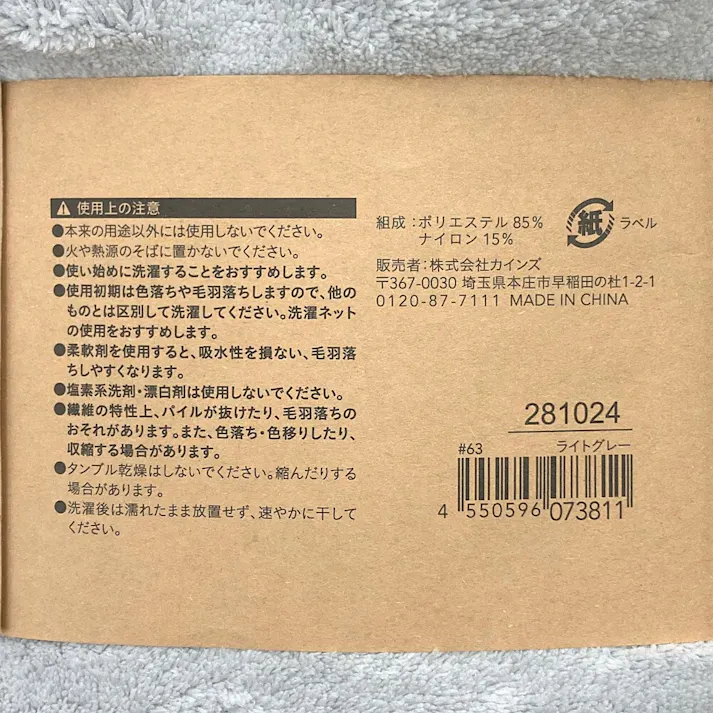 使用上の注意
●本来の用途以外には使用しないでください。
●火や熱源のそばに置かないでください。
●使い始めに洗濯することをおすすめします。
●使用初期は色落ちや毛羽落ちしますので、他の
ものとは区別して洗濯してください。洗濯ネット
の使用をおすすめします。
●柔軟剤を使用すると、吸水性を損ない、毛羽落
ちしやすくなります。
●塩素系洗剤・漂白剤は使用しないでください。
●繊維の特性上、パイルが抜けたり、毛羽落ちの
おそれがあります。また、色落ち・色移りしたり、
収縮する場合があります。
●タンブル乾燥はしないでください。縮んだりする
場合があります。
●洗濯後は濡れたまま放置せず、速やかに干して
ください。
組成:ポリエステル 85%
ナイロン 15%
紙 ラベル
販売者:株式会社カインズ
〒367-0030 埼玉県本庄市早稲田の杜1-2-1
0120-87-7111 MADE IN CHINA
281024
#63 ライトグレー
4 550596 073811